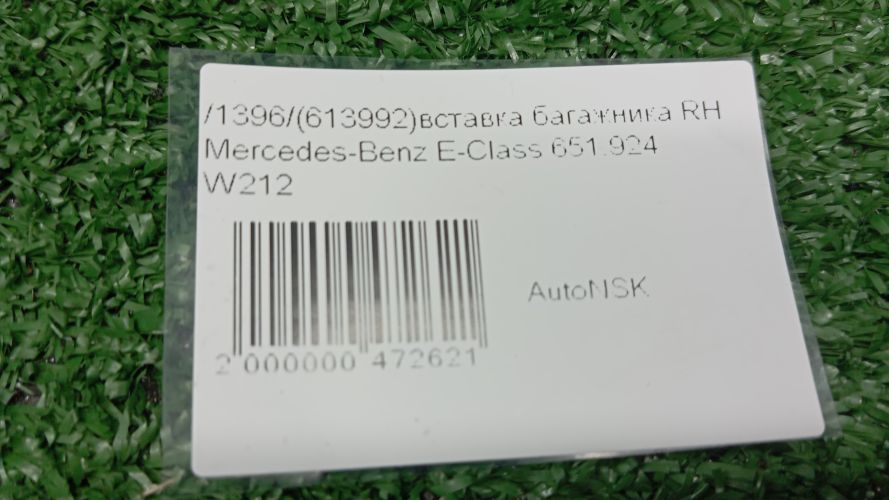 /1396/(613992)вставка багажника RH
Mercedes-Benz E-Class 651.924
W212
AutoNSK
2 000000 472621